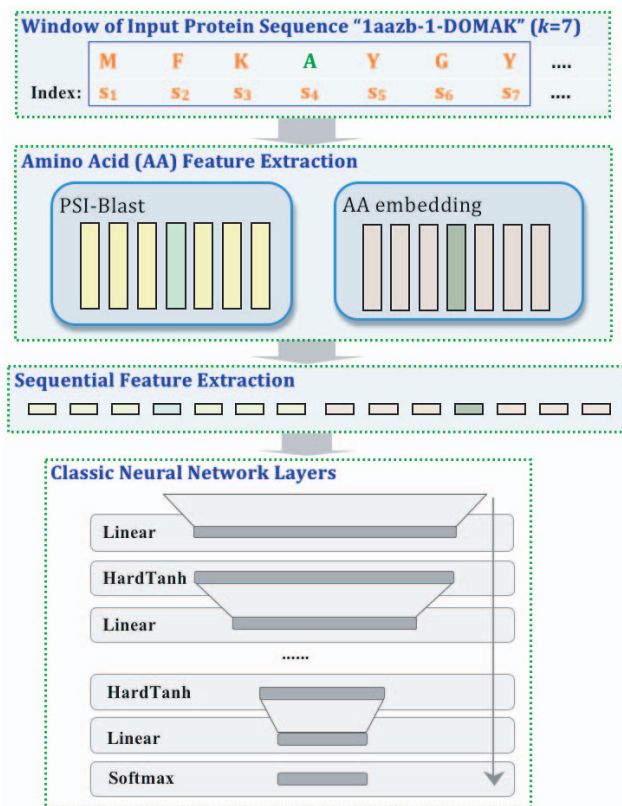 Window of Input Protein Sequence “1aazb-1-DOMAK” (k=7)
M F K A Y G Y ....
Index: s1 s2 s3 s4 s5 s6 s7 ....
Amino Acid (AA) Feature Extraction
PSI-Blast AA embedding
Sequential Feature Extraction
Classic Neural Network Layers
Linear
HardTanh
Linear
......
HardTanh
Linear
Softmax